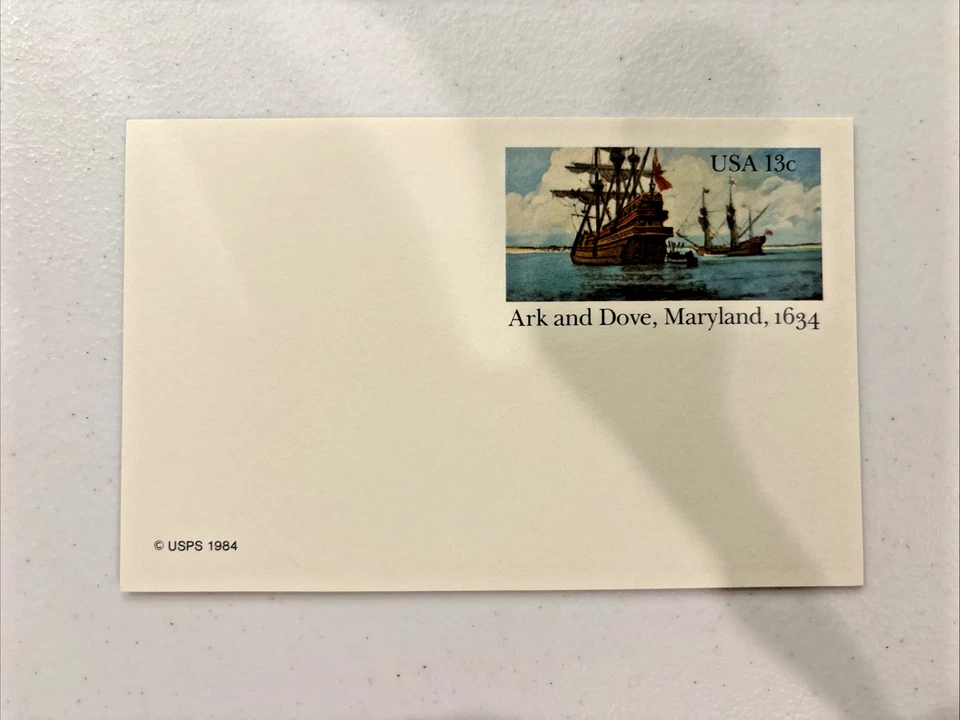 USA 13c
Ark and Dove, Maryland, 1634
© USPS 1984